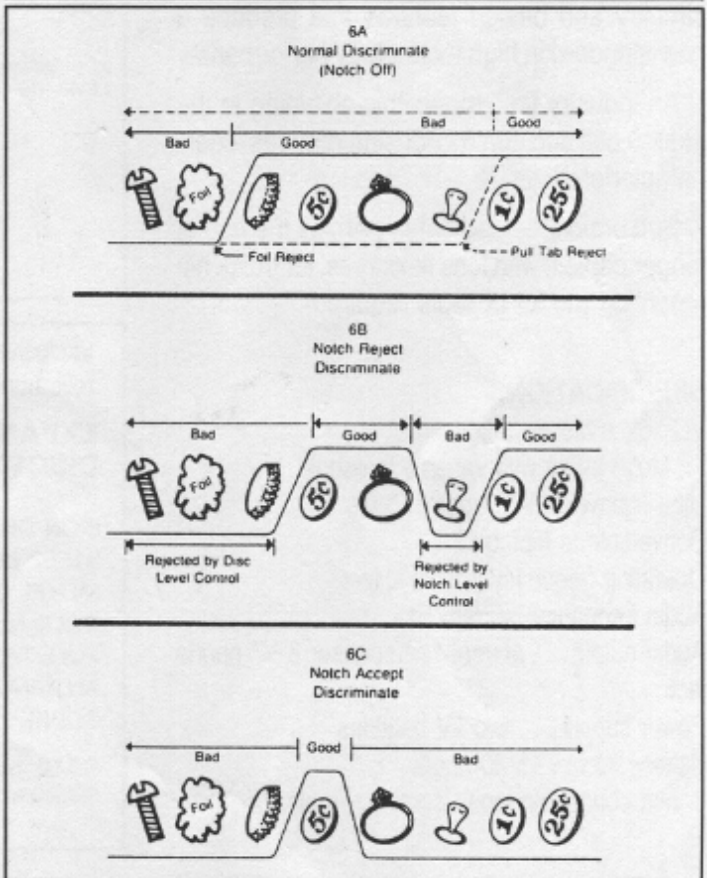 6A
Normal Discriminate
(Notch Off)
Bad Good
Bad Good
Foil 5¢ 1¢ 25¢
Foil Reject Pull Tab Reject
6B
Notch Reject
Discriminate
Bad Good Bad Good
Foil 5¢ 1¢ 25¢
Rejected by Disc
Level Control
Rejected by
Notch Level
Control
6C
Notch Accept
Discriminate
Bad Good Bad
Foil 5¢ 1¢ 25¢